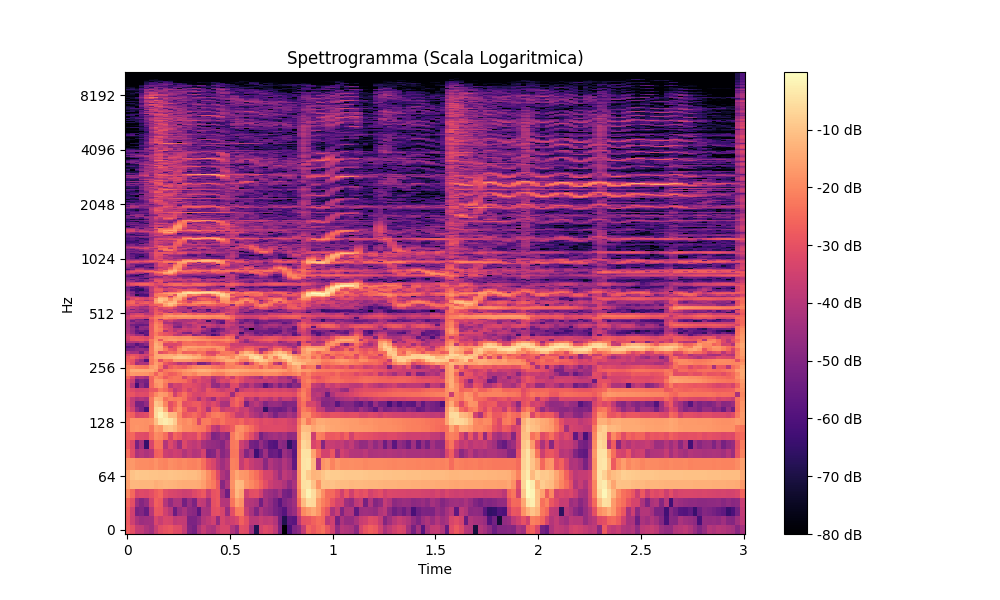 Spettrogramma (Scala Logaritmica)
8192
4096
2048
1024
512
256
128
64
0
Hz
0
0.5
1
1.5
2
2.5
3
Time
-10 dB
-20 dB
-30 dB
-40 dB
-50 dB
-60 dB
-70 dB
-80 dB